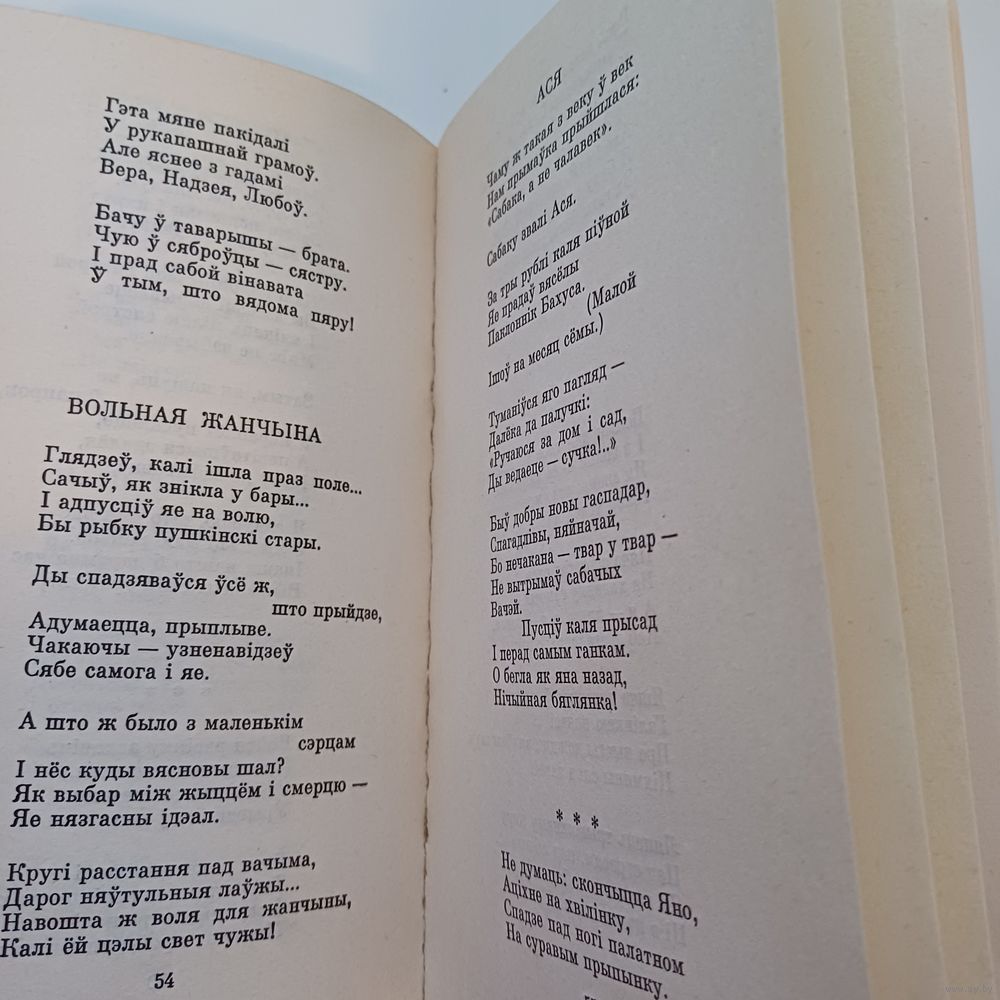 Гэта мяне пакідалі
У рукапашнай грамоў.
Але яснее з гадамі
Вера, Надзея, Любоў.
Бачу ў таварышы — брата.
Чую ў сяброўцы — сястру.
І прад сабой вінавата
Ў тым, што вядома пяру!
ВОЛЬНАЯ ЖАНЧЫНА
Глядзеў, калі ішла праз поле...
Сачыў, як знікла у бары...
І адпусціў яе на волю,
Бы рыбку пушкінскі стары.
Ды спадзяваўся ўсё ж,
што прыйдзе,
Адумаецца, прыплыве.
Чакаючы — узненавідзеў
Сябе самога і яе.
А што ж было з маленькім
сэрцам
І нёс куды вясновы шал?
Як выбар між жыццём і смерцю —
Яе нязгасны ідэал.
Кругі расстання пад вачыма,
Дарог няўтульныя лаўжы...
Навошта ж воля для жанчыны,
Калі ёй цэлы свет чужы!
54
АСЯ
Чаму ж такая з веку ў век
Нам прымаўка прыйшлася:
«Сабака, а не чалавек».
Сабаку звалі Ася.
За тры рублі каля піўной
Яе прадаў вясёлы
Паклоннік Бахуса.
(Малой
Ішоў на месяц сёмы.)
Туманіўся яго пагляд —
Далёка да палучкі:
«Ручаюся за дом і сад,
Ды ведаеце — сучка!..»
Быў добры новы гаспадар,
Спагадлівы, няйначай,
Бо нечакана — твар у твар —
Не вытрымаў сабачых
Вачэй.
Пусціў каля прысад
І перад самым ганкам.
О бегла як яна назад,
Нічыйная бяглянка!
* * *
Не думаць: скончыцца Яно,
Аціхне на хвілінку,
Спадзе пад ногі палатном
На суравым прыпынку.
www.ay.by